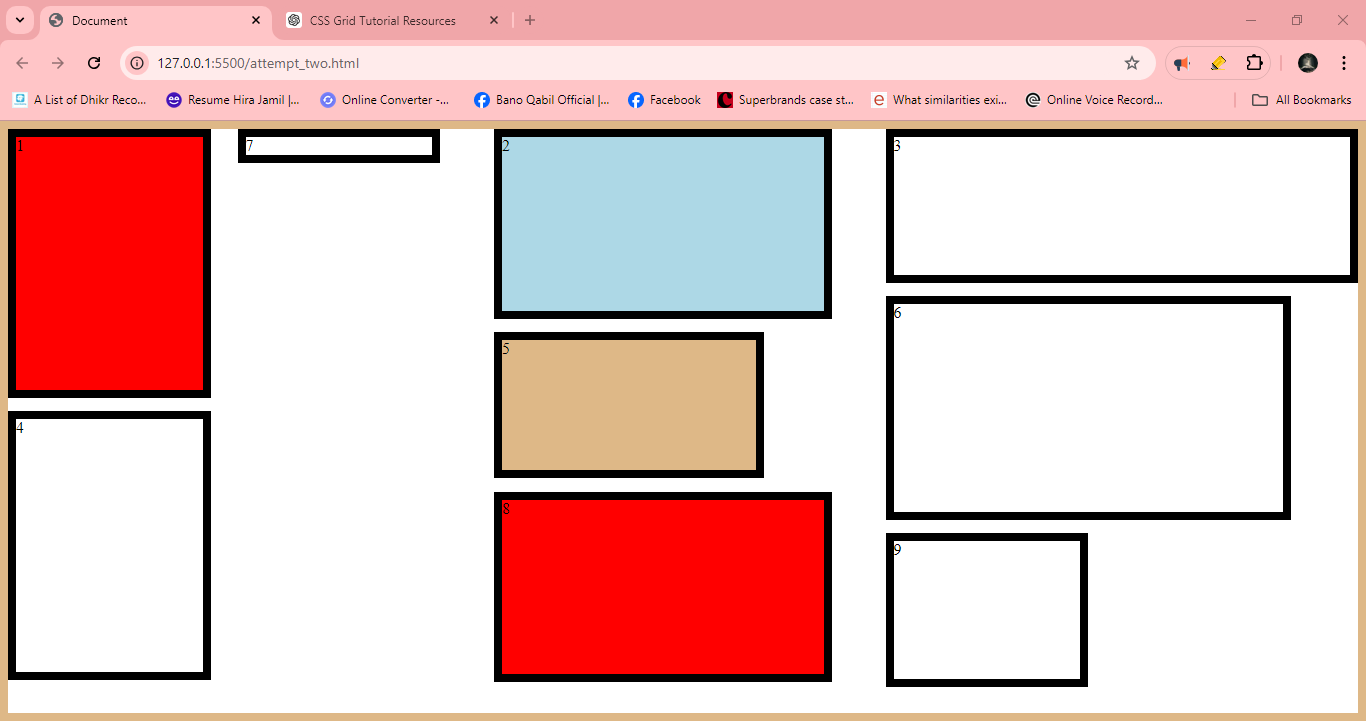 Document
CSS Grid Tutorial Resources
127.0.0.1:5500/attempt_two.html
A List of Dhikr Reco...
Resume Hira Jamil |...
Online Converter -...
Bano Qabil Official |...
Facebook
Superbrands case st...
What similarities exi...
Online Voice Record...
All Bookmarks
1
7
2
3
6
5
4
8
9